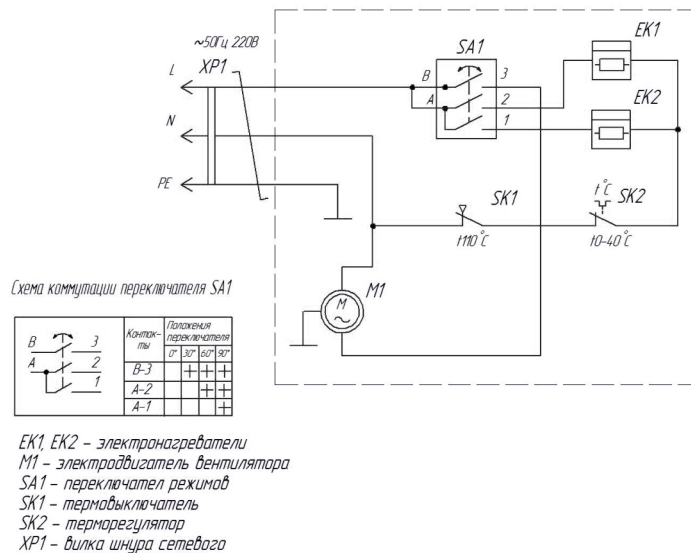 ~50Гц 220В
XP1
L
N
PE
SA1
B
A
3
2
1
EK1
EK2
SK1
t110°C
t°C
SK2
t0-40°C
M
~
M1
Схема коммутации переключателя SA1
B
A
3
2
1
Контак-
ты
Положения
переключателя
0° 30° 60° 90°
B-3 + + +
A-2 + +
A-1 +
EK1, EK2 – электронагреватели
M1 – электродвигатель вентилятора
SA1 – переключател режимов
SK1 – термовыключатель
SK2 – терморегулятор
XP1 – вилка шнура сетевого